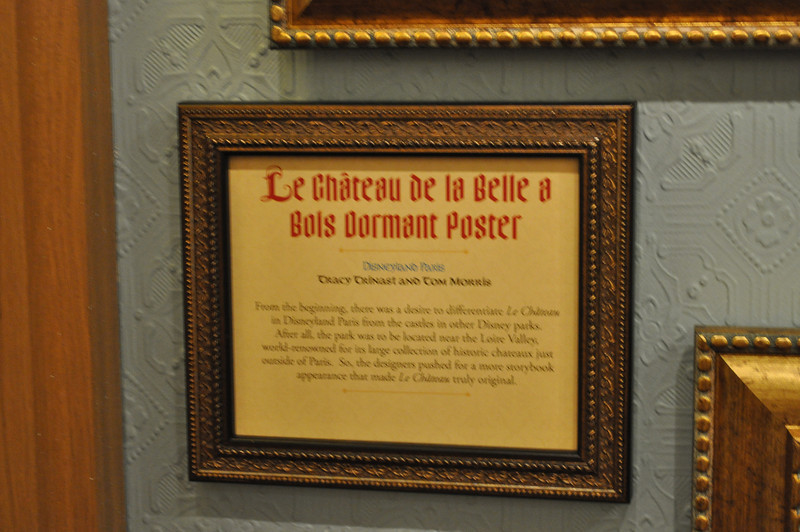 Le Château de la Belle a
Bois Dormant Poster
Disneyland Paris
Tracy Trinast and Tom Morris
From the beginning, there was a desire to differentiate Le Château
in Disneyland Paris from the castles in other Disney parks.
After all, the park was to be located near the Loire Valley,
world-renowned for its large collection of historic chateaux just
outside of Paris. So, the designers pushed for a more storybook
appearance that made Le Château truly original.